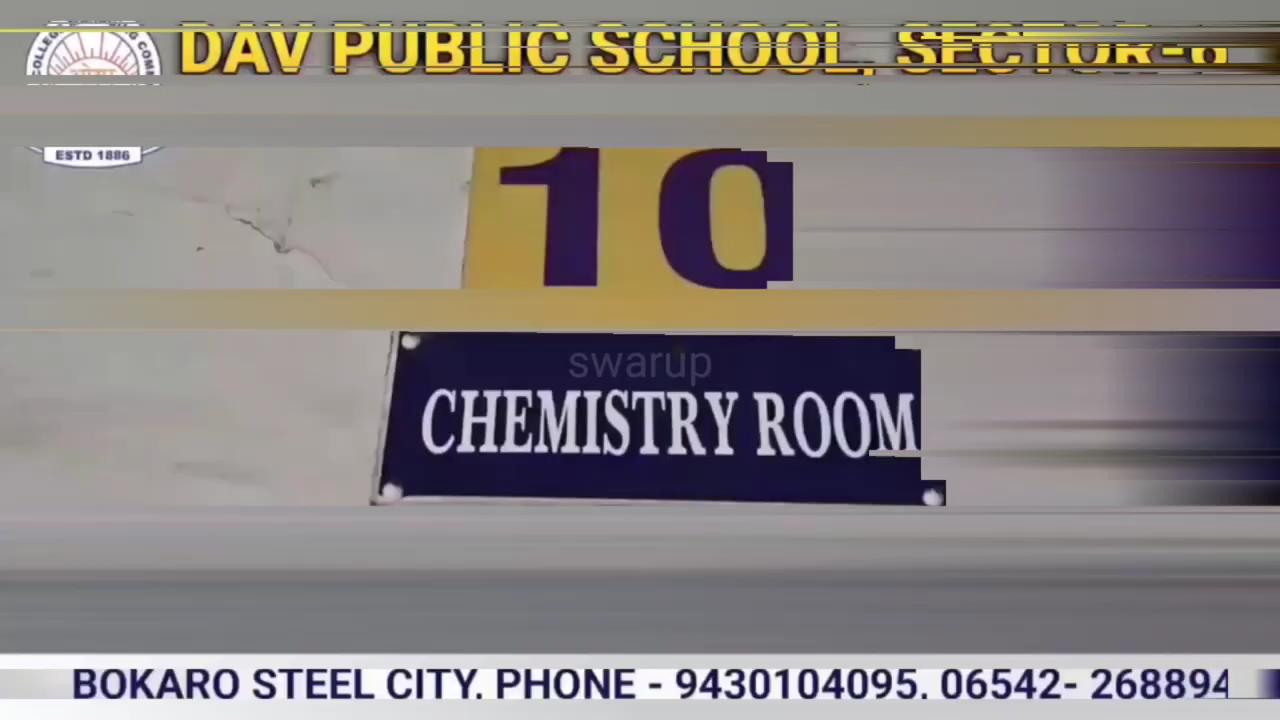 DAV PUBLIC SCHOOL, SECTOR-6
ESTD 1886
10
swarup
CHEMISTRY ROOM
BOKARO STEEL CITY, PHONE - 9430104095, 06542- 268894